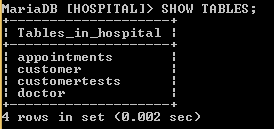 MariaDB [HOSPITAL]> SHOW TABLES;
+--------------------+
| Tables_in_hospital |
+--------------------+
| appointments       |
| customer           |
| customertests      |
| doctor             |
+--------------------+
4 rows in set (0.002 sec)